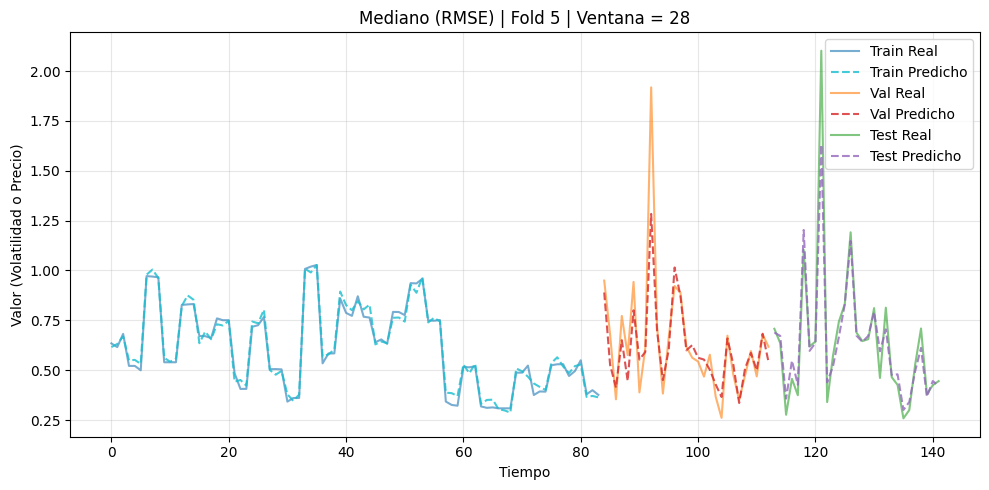 Mediano (RMSE) | Fold 5 | Ventana = 28
Train Real
Train Predicho
Val Real
Val Predicho
Test Real
Test Predicho
Valor (Volatilidad o Precio)
2.00
1.75
1.50
1.25
1.00
0.75
0.50
0.25
0 20 40 60 80 100 120 140
Tiempo